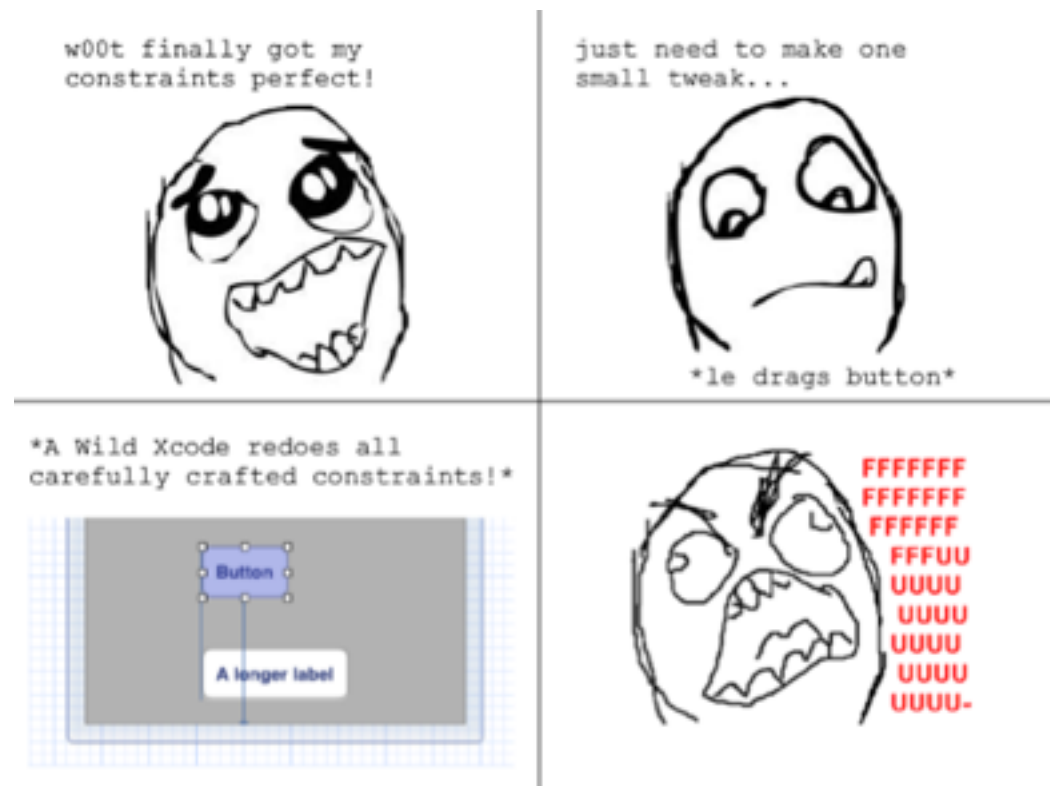 w00t finally got my
constraints perfect!
just need to make one
small tweak...
*le drags button*
*A Wild Xcode redoes all
carefully crafted constraints!*
Button
A longer label
FFFFFFF
FFFFFFF
FFFFFF
FFFUU
UUUU
UUUU
UUUU
UUUU
UUUU-